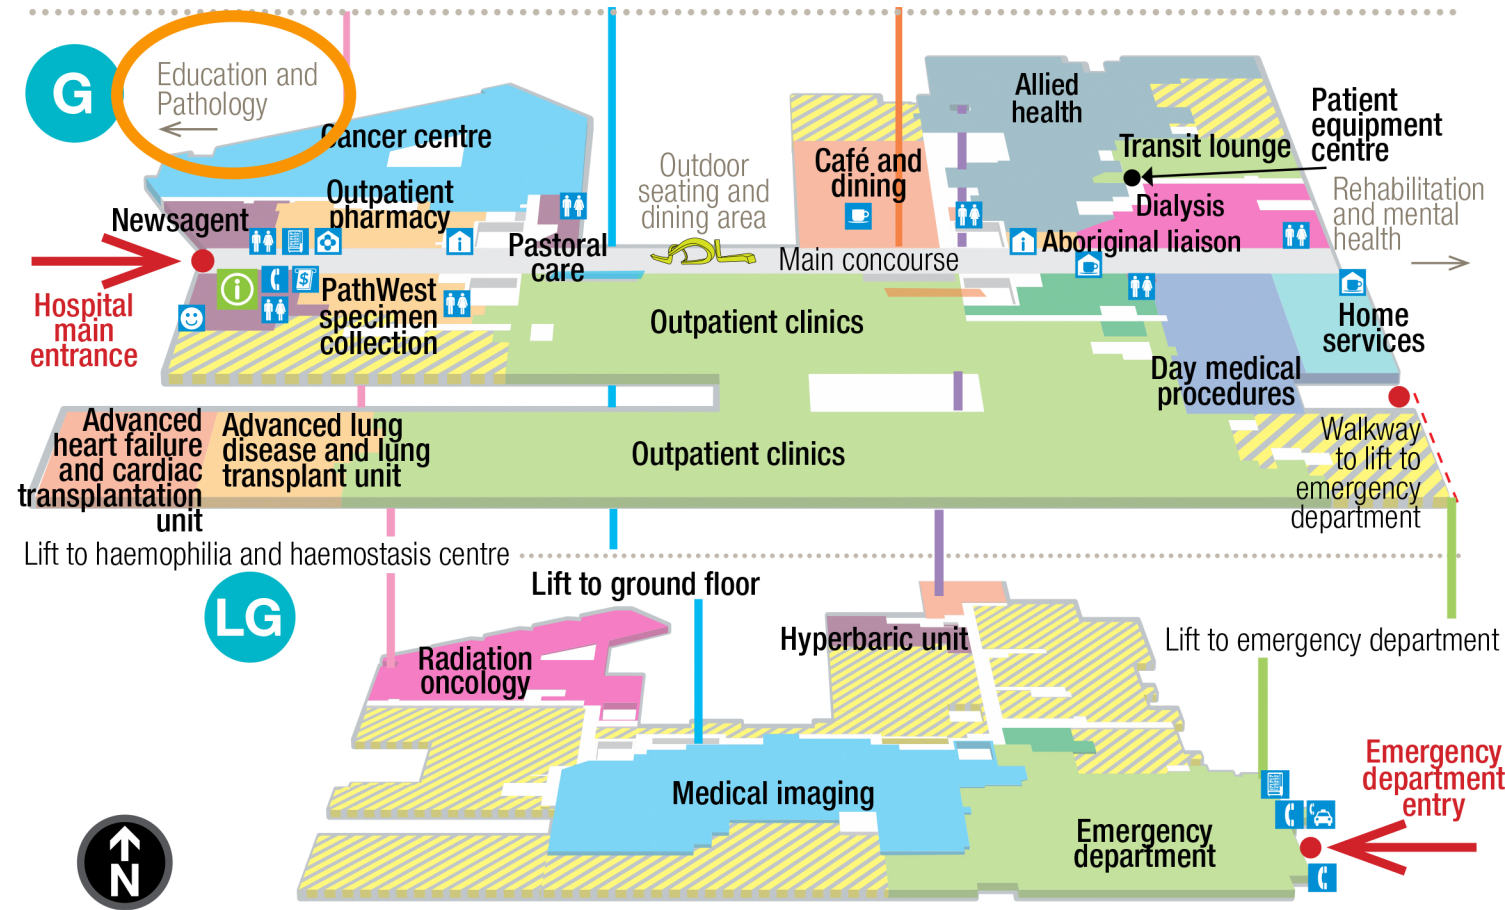 G
Education and
Pathology
Cancer centre
Outpatient
pharmacy
Newsagent
Hospital
main
entrance
PathWest
specimen
collection
Pastoral
care
Outdoor
seating and
dining area
Café and
dining
Main concourse
Allied
health
Transit lounge
Patient
equipment
centre
Dialysis
Aboriginal liaison
Rehabilitation
and mental
health
Home
services
Outpatient clinics
Day medical
procedures
Advanced
heart failure
and cardiac
transplantation
unit
Advanced lung
disease and lung
transplant unit
Outpatient clinics
Walkway
to lift to
emergency
department
Lift to haemophilia and haemostasis centre
LG
Lift to ground floor
Hyperbaric unit
Lift to emergency department
Radiation
oncology
Medical imaging
Emergency
department
Emergency
department
entry
N